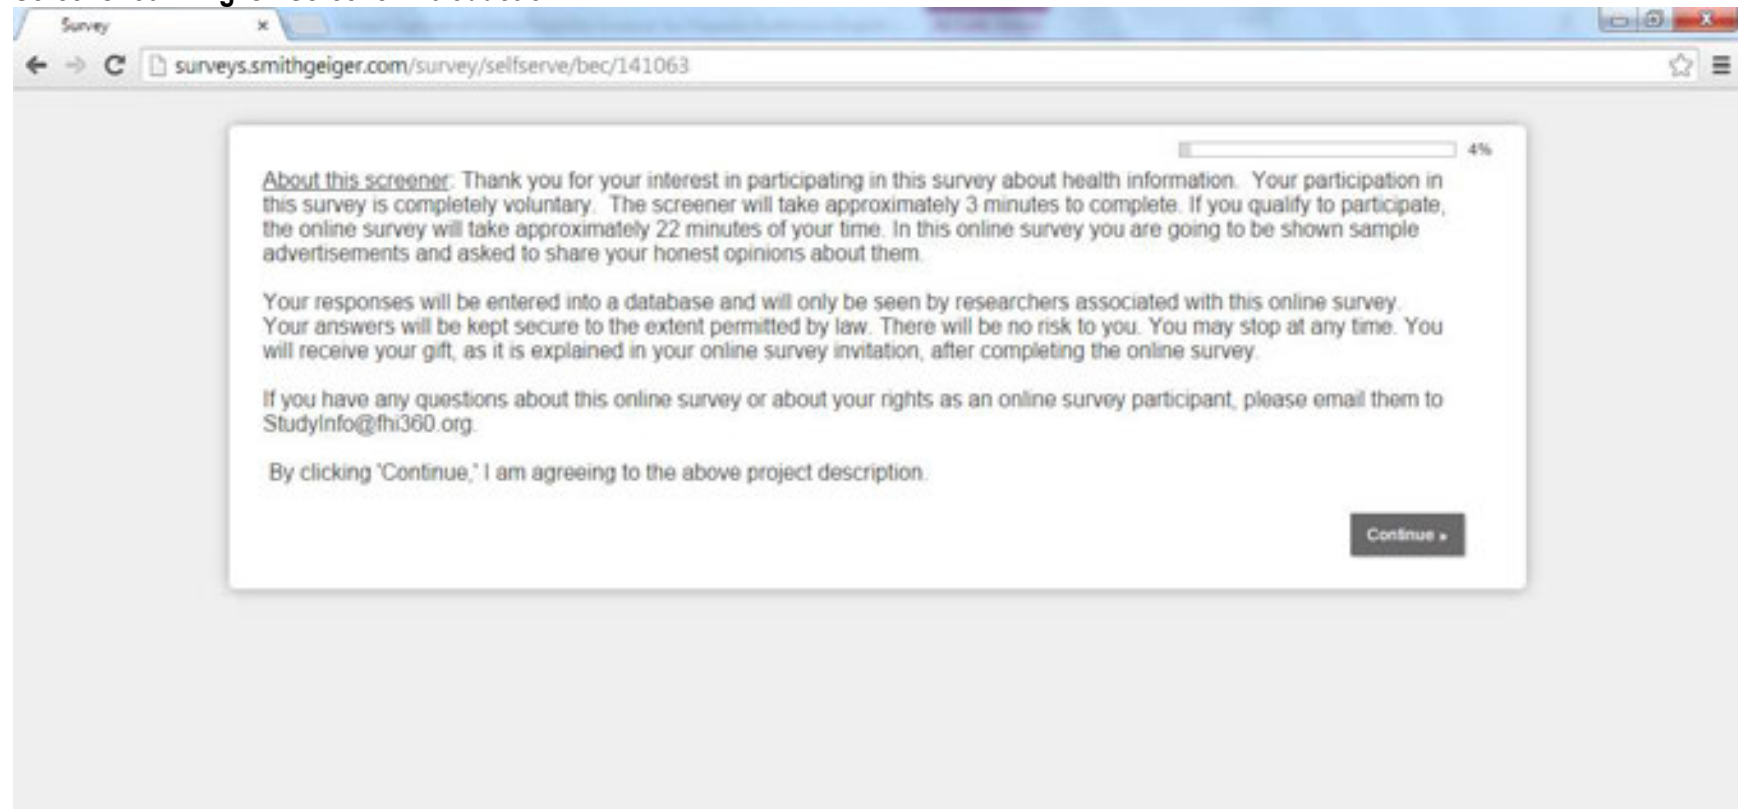 Survey
surveys.smithgeiger.com/survey/selfserve/bec/141063
4%
About this screener: Thank you for your interest in participating in this survey about health information. Your participation in
this survey is completely voluntary. The screener will take approximately 3 minutes to complete. If you qualify to participate,
the online survey will take approximately 22 minutes of your time. In this online survey you are going to be shown sample
advertisements and asked to share your honest opinions about them.
Your responses will be entered into a database and will only be seen by researchers associated with this online survey.
Your answers will be kept secure to the extent permitted by law. There will be no risk to you. You may stop at any time. You
will receive your gift, as it is explained in your online survey invitation, after completing the online survey.
If you have any questions about this online survey or about your rights as an online survey participant, please email them to
StudyInfo@fhi360.org.
By clicking 'Continue,' I am agreeing to the above project description.
Continue »